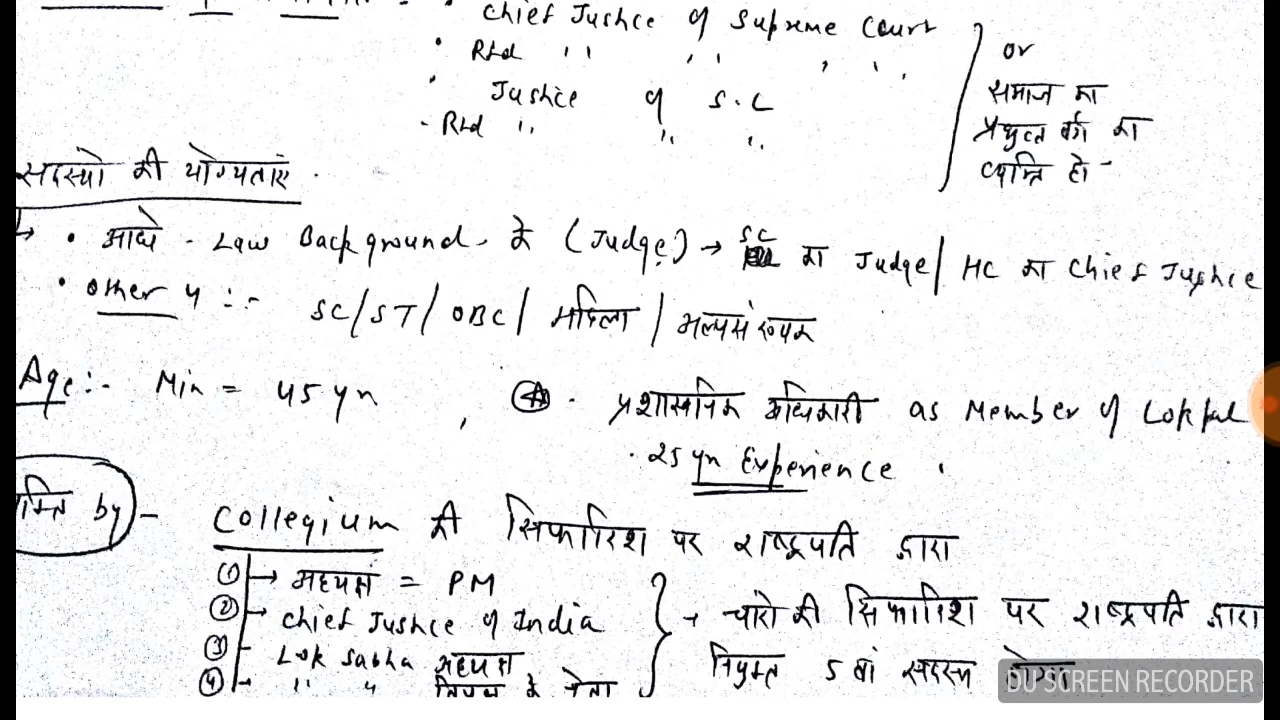 Chief Justice of Supreme Court
• Rtd ,, ,, , ,,
or
• Justice of S.C
समाज का
- Rtd ,, ,, ,,
प्रबुद्ध वर्ग का
व्यक्ति हो -
सदस्यो की योग्यताएं .
↳ • आधे - Law Background के (Judge) → SC का Judge/ HC का Chief Justice
• other 4 :- SC/ST/ OBC/ महिला / अल्पसंख्यक
Age :- Min = 45 yr , • प्रशासनिक अधिकारी as Member of Lokpal
• 25 yr Experience
by - Collegium की सिफारिश पर राष्ट्रपति द्वारा
① → अध्यक्ष = PM
② → Chief Justice of India → चारो की सिफारिश पर राष्ट्रपति द्वारा
③ - Lok Sabha अध्यक्ष
नियुक्त 5 वां सदस्य होगा
④ → ,, ,, विपक्ष के नेता
DU SCREEN RECORDER